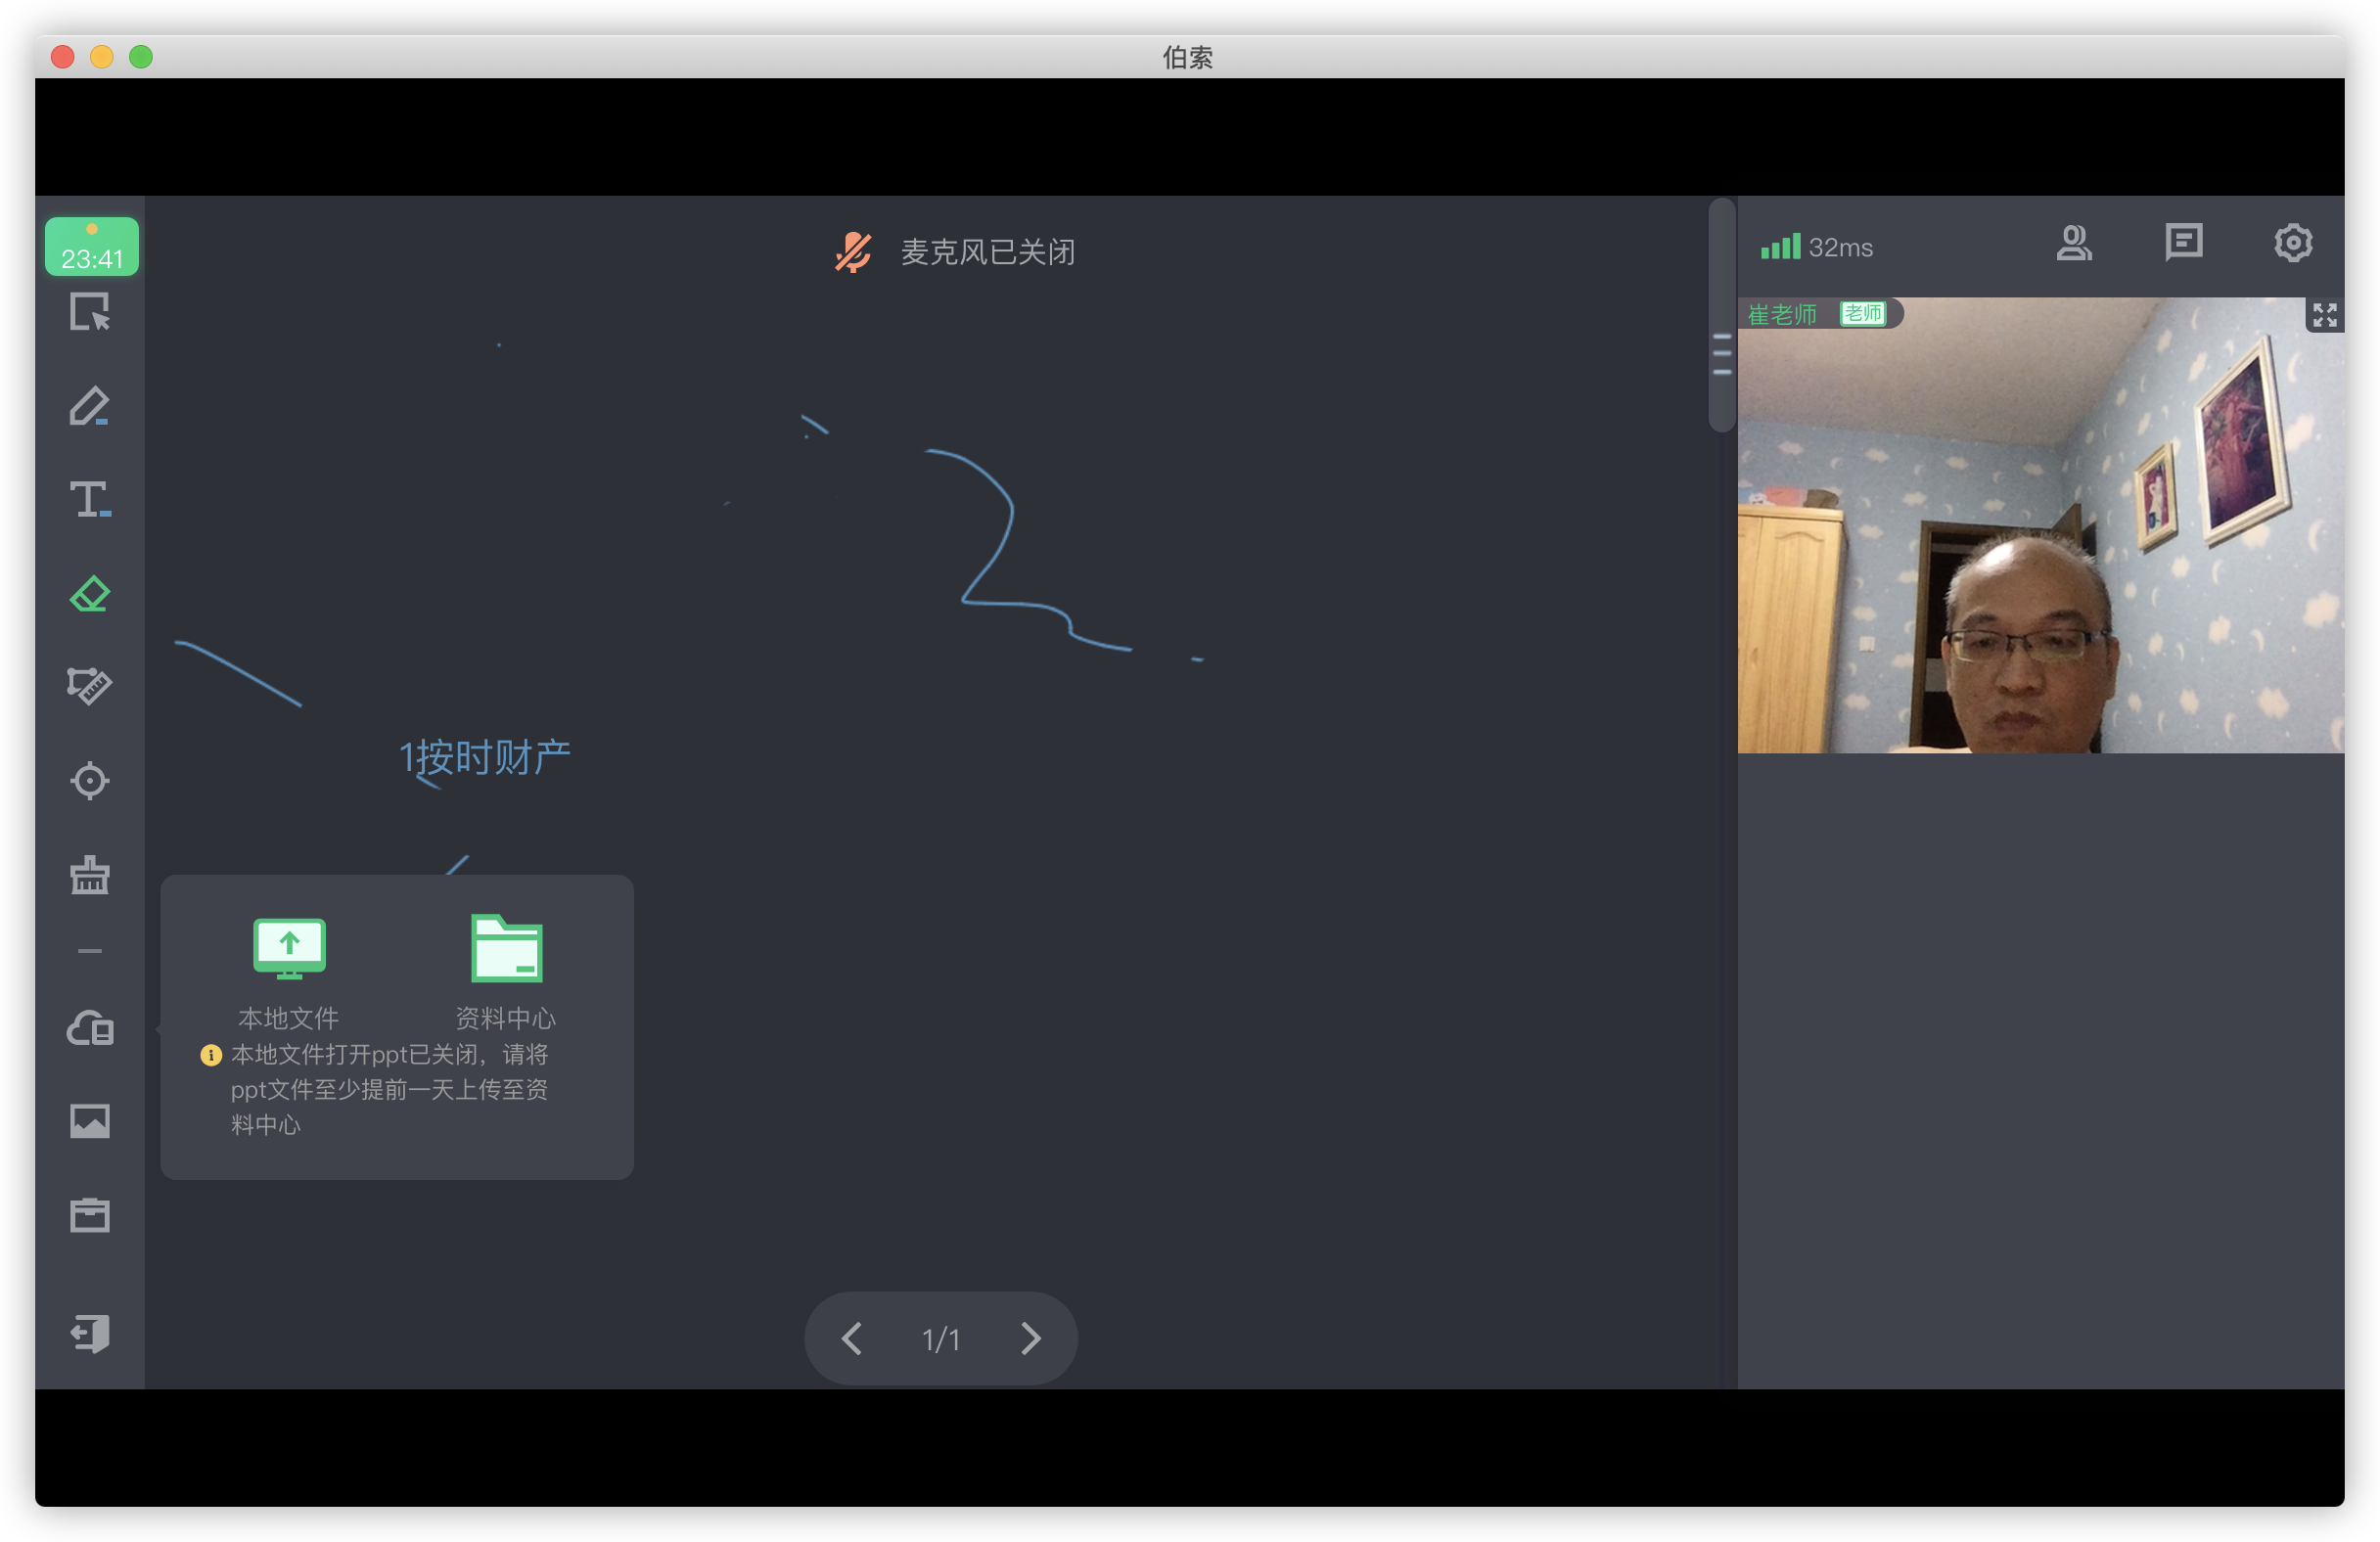 伯索
23:41
麦克风已关闭
32ms
崔老师 老师
1按时财产
本地文件 资料中心
本地文件打开ppt已关闭，请将
ppt文件至少提前一天上传至资
料中心
1/1